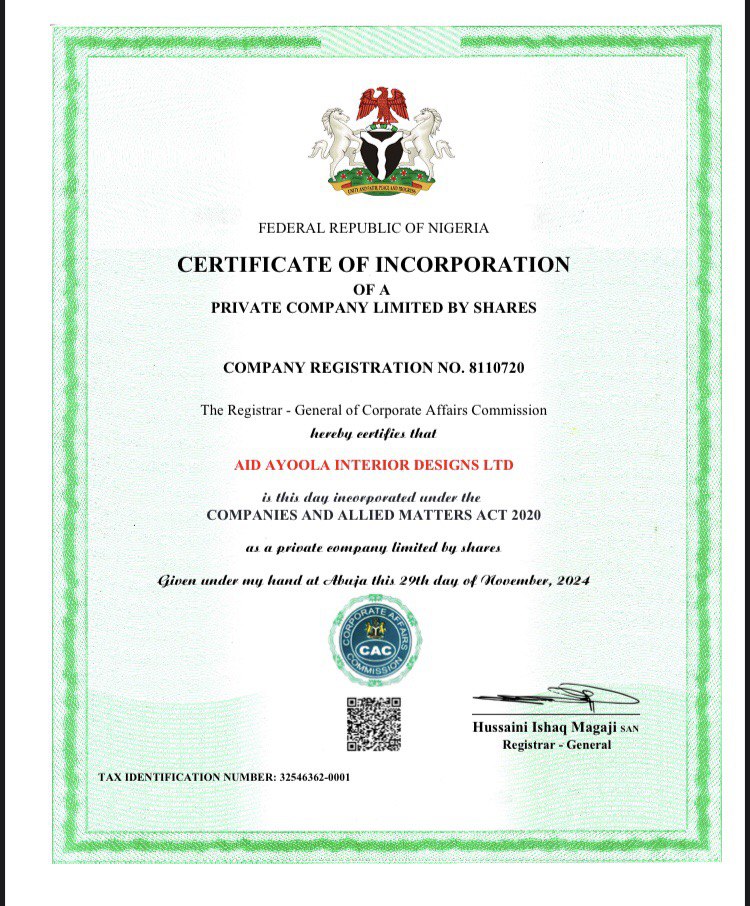 UNITY AND FAITH, PEACE AND PROGRESS
FEDERAL REPUBLIC OF NIGERIA
CERTIFICATE OF INCORPORATION
OF A
PRIVATE COMPANY LIMITED BY SHARES
COMPANY REGISTRATION NO. 8110720
The Registrar - General of Corporate Affairs Commission
hereby certifies that
AID AYOOLA INTERIOR DESIGNS LTD
is this day incorporated under the
COMPANIES AND ALLIED MATTERS ACT 2020
as a private company limited by shares
Given under my hand at Abuja this 29th day of November, 2024
CORPORATE AFFAIRS
CAC
COMMISSION
Hussaini Ishaq Magaji SAN
Registrar - General
TAX IDENTIFICATION NUMBER: 32546362-0001